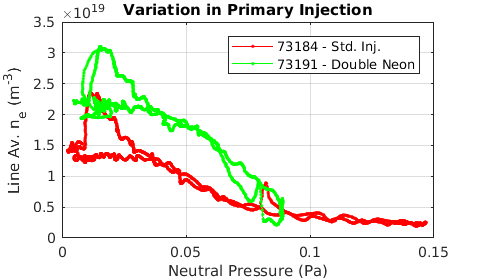 Variation in Primary Injection
×10^19
3.5
3
2.5
2
1.5
1
0.5
0
Line Av. n_e (m^-3)
73184 - Std. Inj.
73191 - Double Neon
0 0.05 0.1 0.15
Neutral Pressure (Pa)